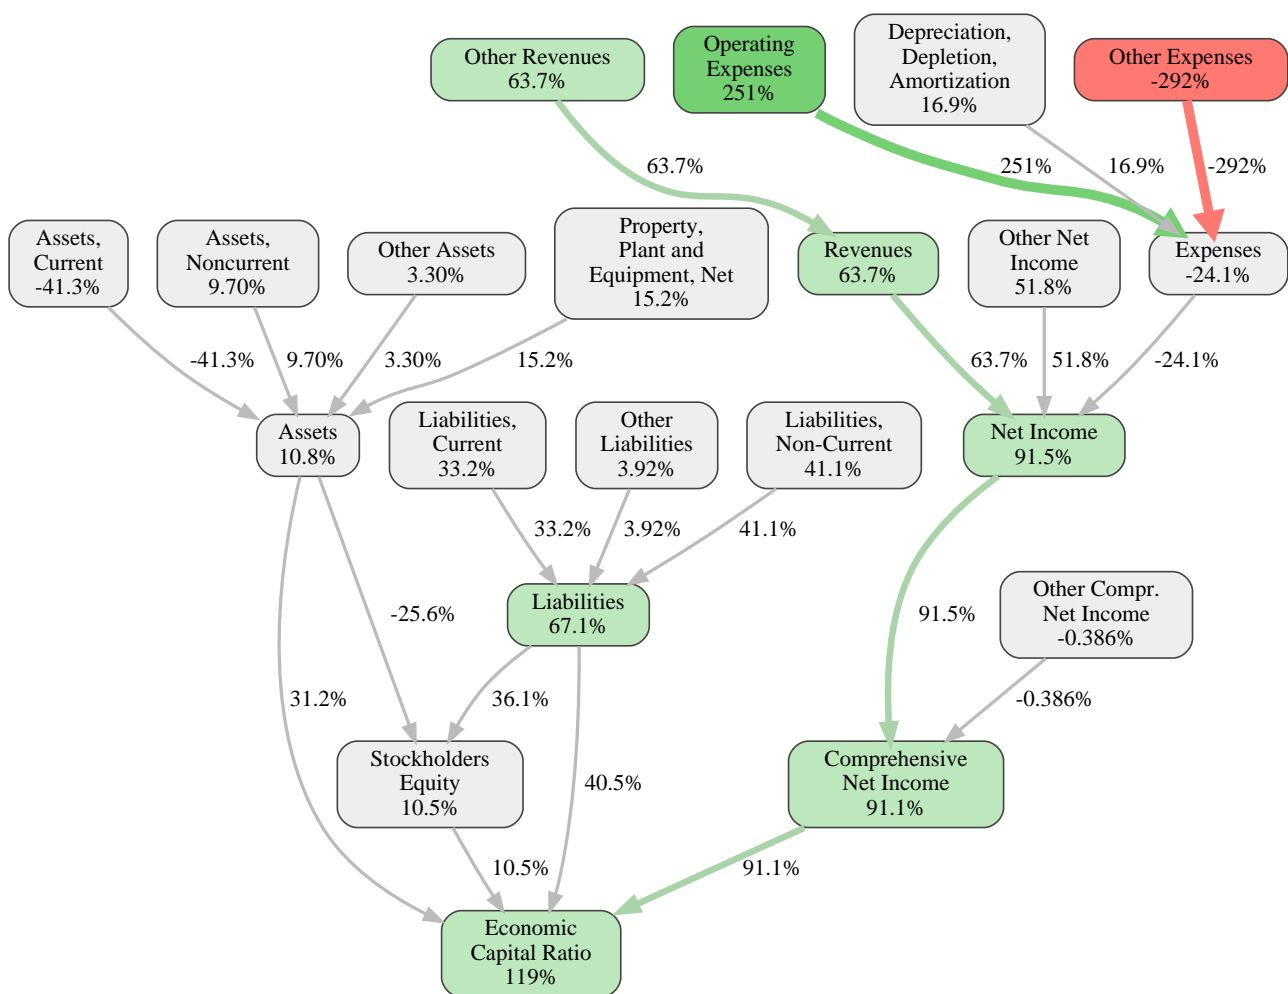 Other Revenues
63.7%
Operating
Expenses
251%
Depreciation,
Depletion,
Amortization
16.9%
Other Expenses
-292%
63.7%
251%
16.9%
-292%
Assets,
Current
-41.3%
Assets,
Noncurrent
9.70%
Other Assets
3.30%
Property,
Plant and
Equipment, Net
15.2%
Revenues
63.7%
Other Net
Income
51.8%
Expenses
-24.1%
-41.3%
9.70%
3.30%
15.2%
63.7%
51.8%
-24.1%
Assets
10.8%
Liabilities,
Current
33.2%
Other
Liabilities
3.92%
Liabilities,
Non-Current
41.1%
Net Income
91.5%
33.2%
3.92%
41.1%
Liabilities
67.1%
-25.6%
91.5%
Other Compr.
Net Income
-0.386%
31.2%
36.1%
-0.386%
Stockholders
Equity
10.5%
40.5%
Comprehensive
Net Income
91.1%
10.5%
91.1%
Economic
Capital Ratio
119%